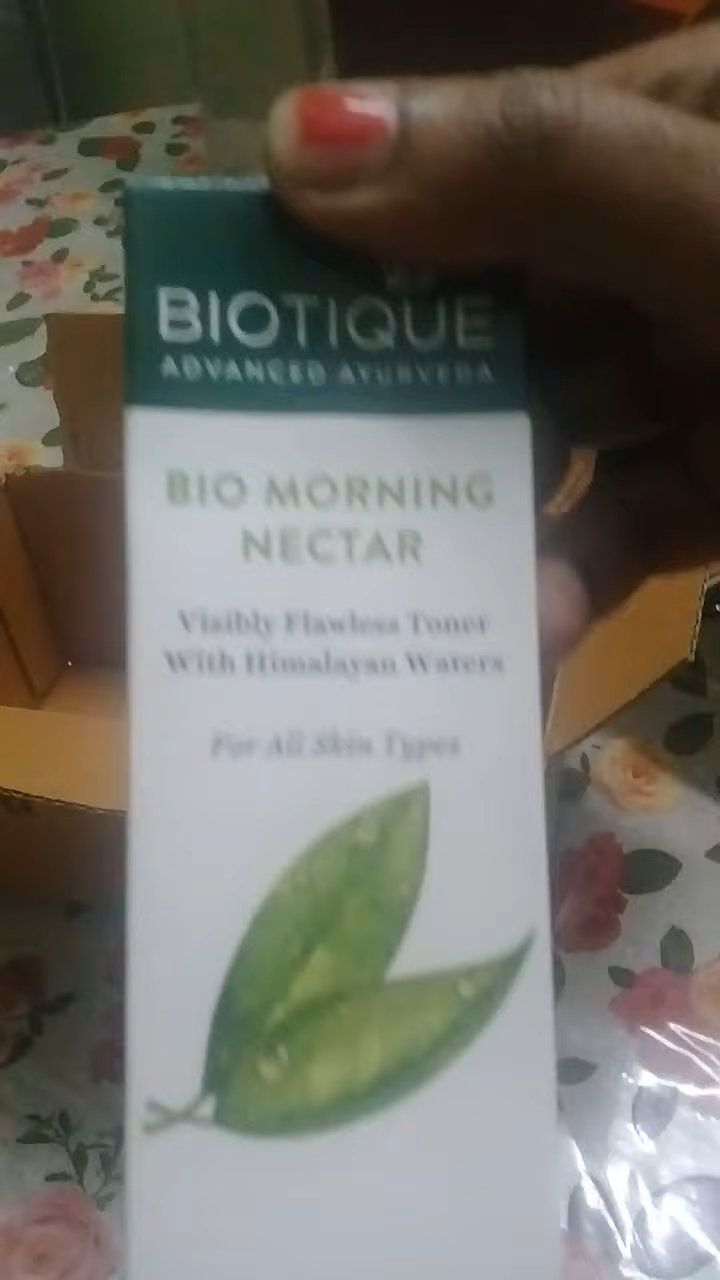 BIOTIQUE
ADVANCED AYURVEDA
BIO MORNING
NECTAR
Visibly Flawless Toner
With Himalayan Waters
For All Skin Types